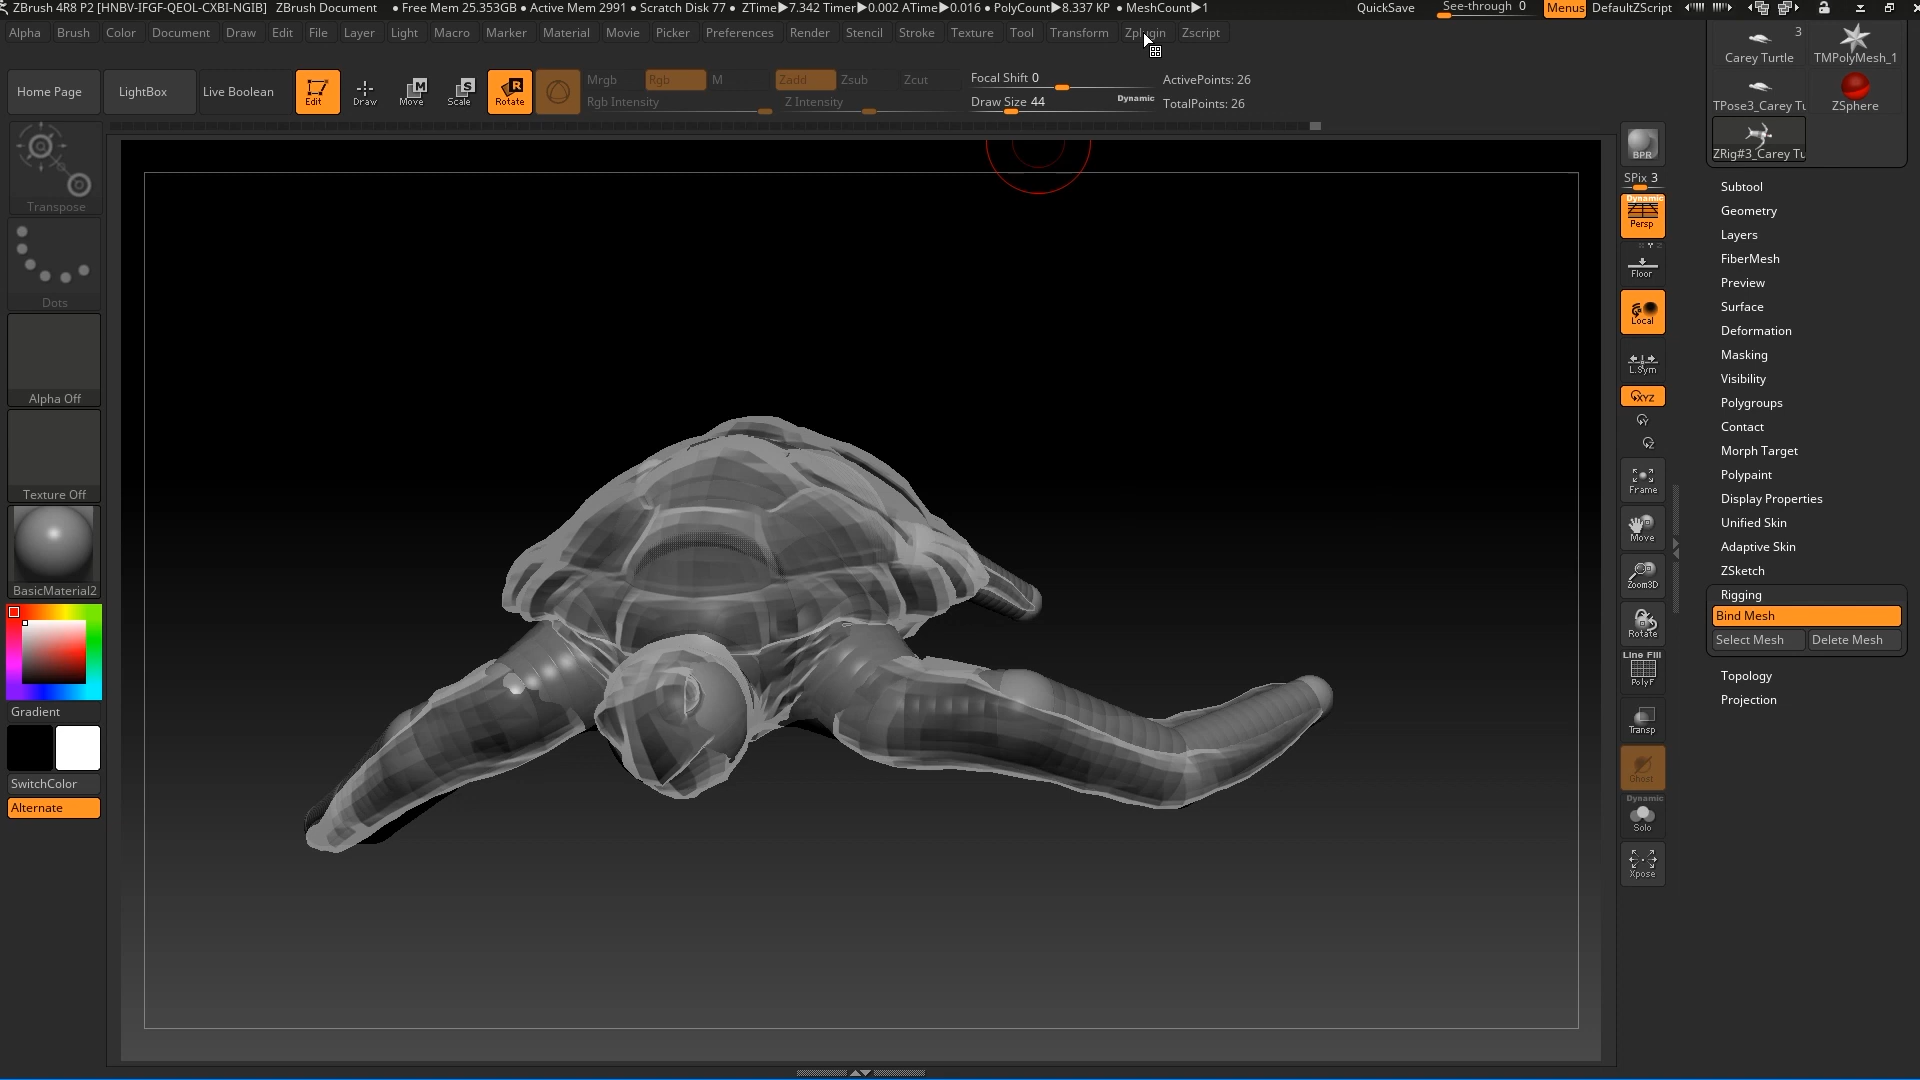 ZBrush 4R8 P2 [HNBV-IFGF-QEOL-CXBI-NGIB] ZBrush Document • Free Mem 25.353GB • Active Mem 2991 • Scratch Disk 77 • ZTime▶7.342 Timer▶0.002 ATime▶0.016 • PolyCount▶8.337 KP • MeshCount▶1 QuickSave See-through 0 Menus DefaultZScript
Alpha Brush Color Document Draw Edit File Layer Light Macro Marker Material Movie Picker Preferences Render Stencil Stroke Texture Tool Transform Zplugin Zscript
Home Page LightBox Live Boolean Edit Draw Move Scale Rotate
Mrgb Rgb M Zadd Zsub Zcut
Rgb Intensity Z Intensity
Focal Shift 0
Draw Size 44 Dynamic
ActivePoints: 26
TotalPoints: 26
Transpose
Dots
Alpha Off
Texture Off
BasicMaterial2
Gradient
SwitchColor
Alternate
BPR
SPix 3
Dynamic
Persp
Floor
Local
L.Sym
XYZ
Y
Z
Frame
Move
Zoom3D
Rotate
Line Fill
PolyF
Transp
Ghost
Dynamic
Solo
Xpose
3
Carey Turtle TMPolyMesh_1
TPose3_Carey Tu ZSphere
ZRig#3_Carey Tu
Subtool
Geometry
Layers
FiberMesh
Preview
Surface
Deformation
Masking
Visibility
Polygroups
Contact
Morph Target
Polypaint
Display Properties
Unified Skin
Adaptive Skin
ZSketch
Rigging
Bind Mesh
Select Mesh Delete Mesh
Topology
Projection